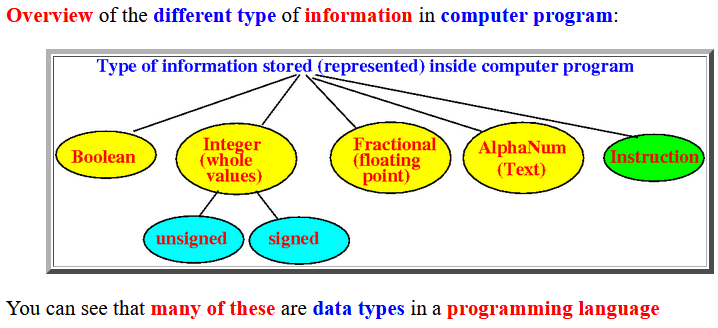 Overview of the different type of information in computer program:
Type of information stored (represented) inside computer program
Boolean
Integer
(whole
values)
Fractional
(floating
point)
AlphaNum
(Text)
Instruction
unsigned
signed
You can see that many of these are data types in a programming language